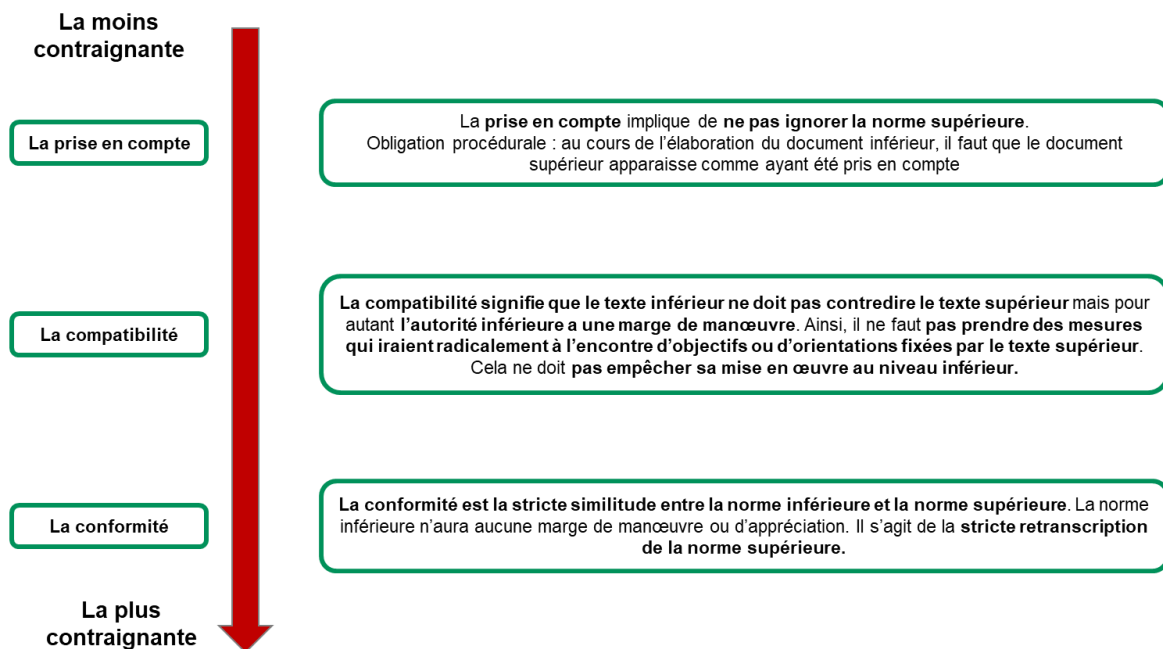 La moins
contraignante
La prise en compte
La prise en compte implique de ne pas ignorer la norme supérieure.
Obligation procédurale : au cours de l’élaboration du document inférieur, il faut que le document
supérieur apparaisse comme ayant été pris en compte
La compatibilité
La compatibilité signifie que le texte inférieur ne doit pas contredire le texte supérieur mais pour
autant l’autorité inférieure a une marge de manœuvre. Ainsi, il ne faut pas prendre des mesures
qui iraient radicalement à l’encontre d’objectifs ou d’orientations fixées par le texte supérieur.
Cela ne doit pas empêcher sa mise en œuvre au niveau inférieur.
La conformité
La conformité est la stricte similitude entre la norme inférieure et la norme supérieure. La norme
inférieure n’aura aucune marge de manœuvre ou d’appréciation. Il s’agit de la stricte retranscription
de la norme supérieure.
La plus
contraignante